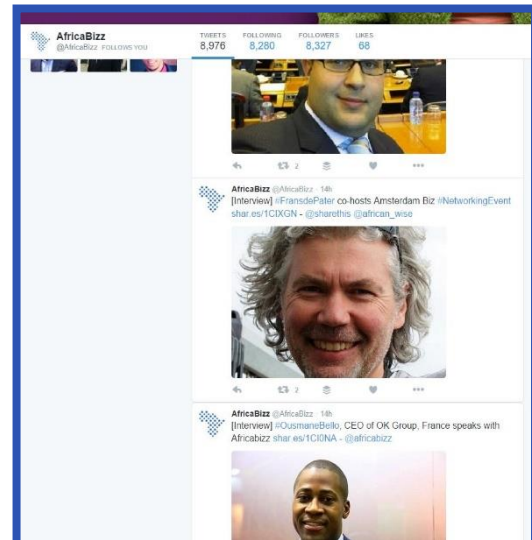 AfricaBizz
@AfricaBizz FOLLOWS YOU
TWEETS
8,976
FOLLOWING
8,280
FOLLOWERS
8,327
LIKES
68
2
AfricaBizz @AfricaBizz · 14h
[Interview] #FransdePater co-hosts Amsterdam Biz #NetworkingEvent
shar.es/1CIXGN - @sharethis @african_wise
2
AfricaBizz @AfricaBizz · 14h
[Interview] #OusmaneBello, CEO of OK Group, France speaks with
Africabizz shar.es/1CI0NA - @africabizz